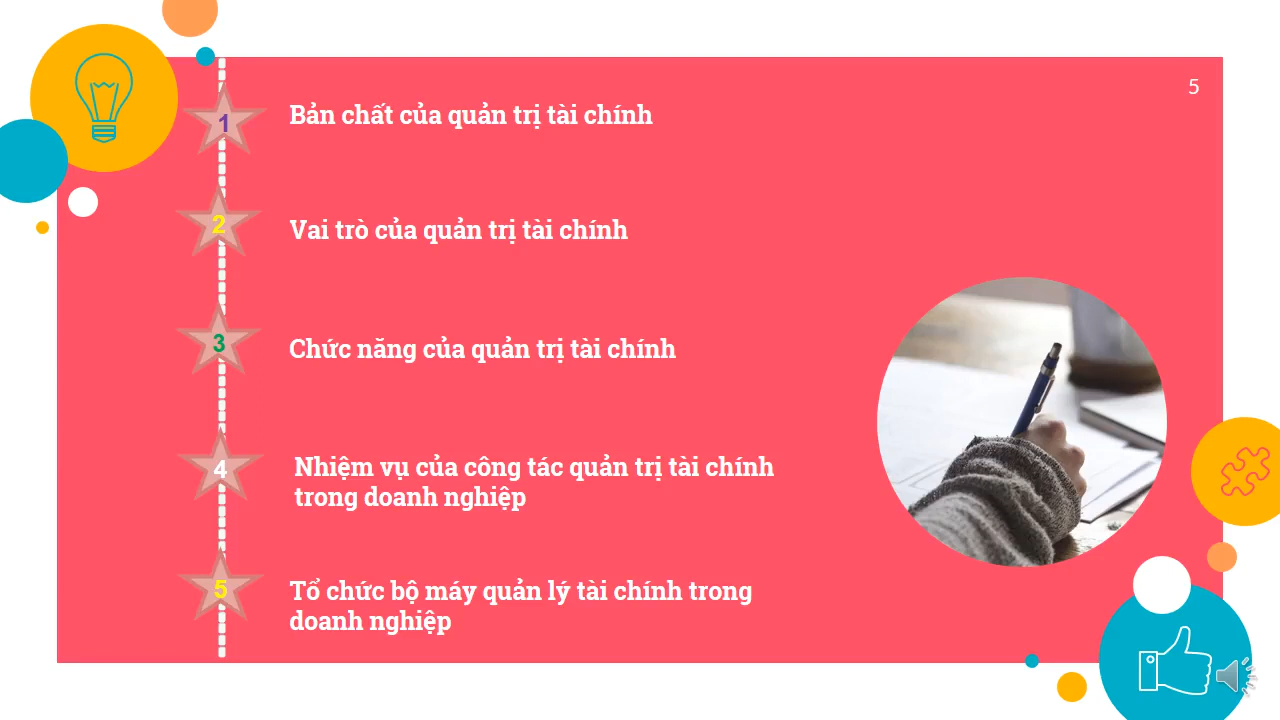 5
1
Bản chất của quản trị tài chính
2
Vai trò của quản trị tài chính
3
Chức năng của quản trị tài chính
4
Nhiệm vụ của công tác quản trị tài chính
trong doanh nghiệp
5
Tổ chức bộ máy quản lý tài chính trong
doanh nghiệp